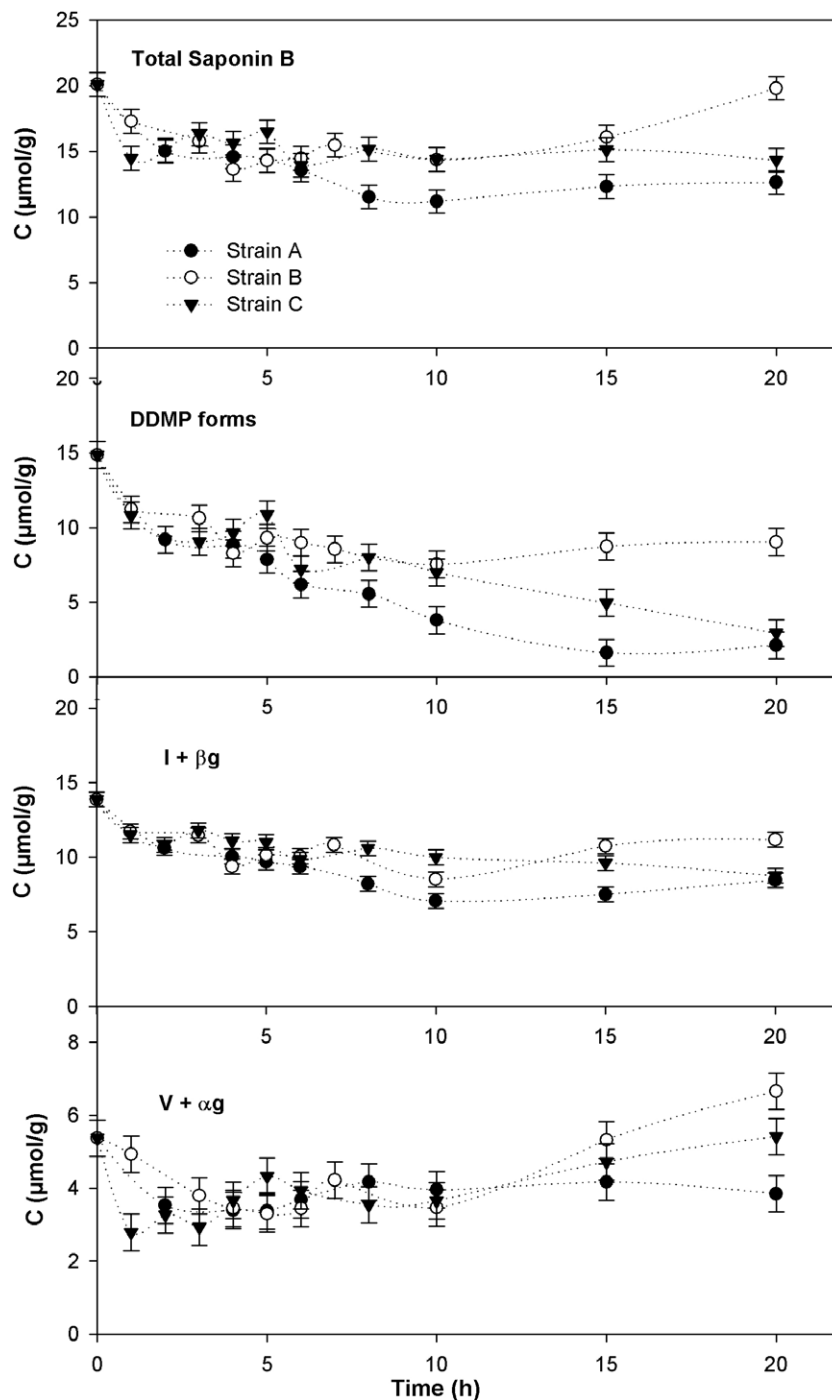 25
Total Saponin B
20
15
C (µmol/g)
10
Strain A
Strain B
5
Strain C
0
5 10 15 20
20
DDMP forms
15
C (µmol/g)
10
5
0
5 10 15 20
20
I + βg
15
C (µmol/g)
10
5
0
5 10 15 20
8
V + αg
6
C (µmol/g)
4
2
0
0 5 10 15 20
Time (h)